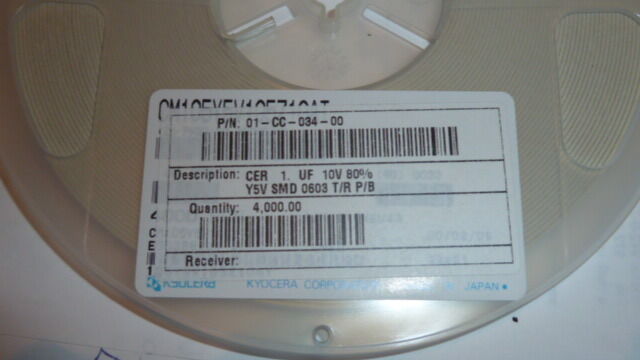 P/N: 01-CC-034-00
Description: CER 1. UF 10V 80%
Y5V SMD 0603 T/R P/B
Quantity: 4,000.00
Receiver:
KYOCERA KYOCERA CORPORATION JAPAN